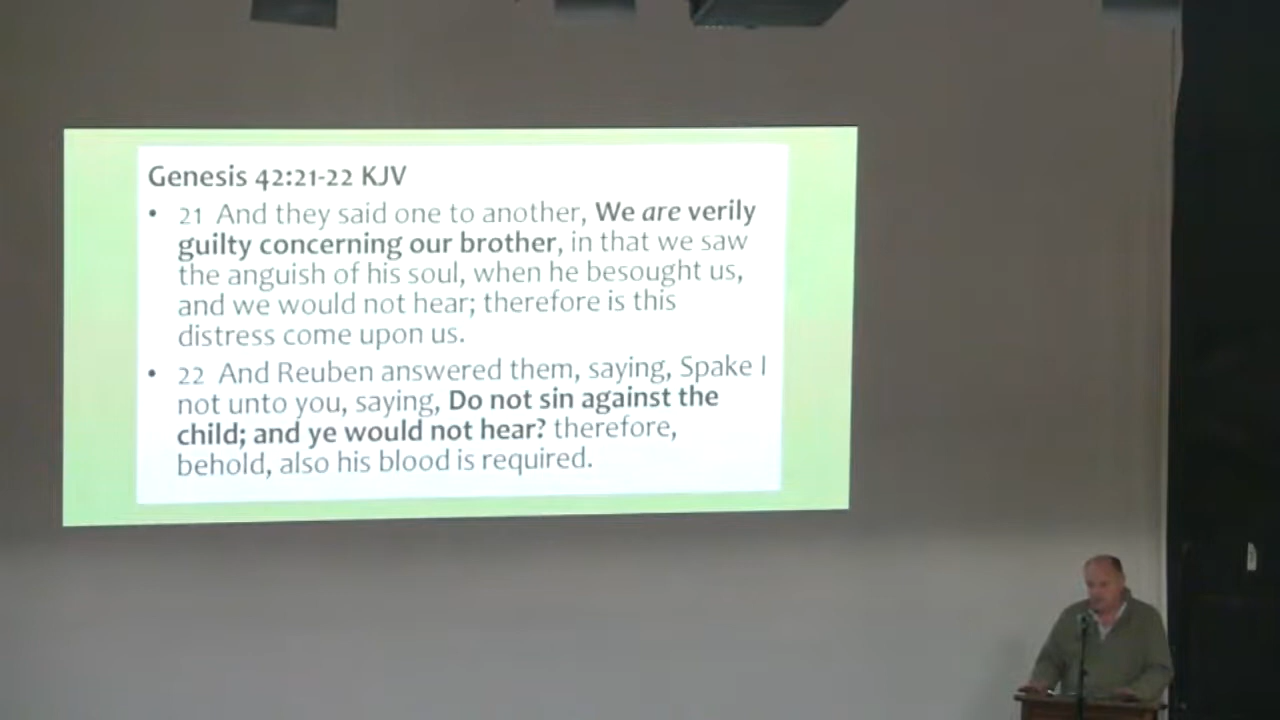 Genesis 42:21-22 KJV
• 21 And they said one to another, We are verily
guilty concerning our brother, in that we saw
the anguish of his soul, when he besought us,
and we would not hear; therefore is this
distress come upon us.
• 22 And Reuben answered them, saying, Spake I
not unto you, saying, Do not sin against the
child; and ye would not hear? therefore,
behold, also his blood is required.